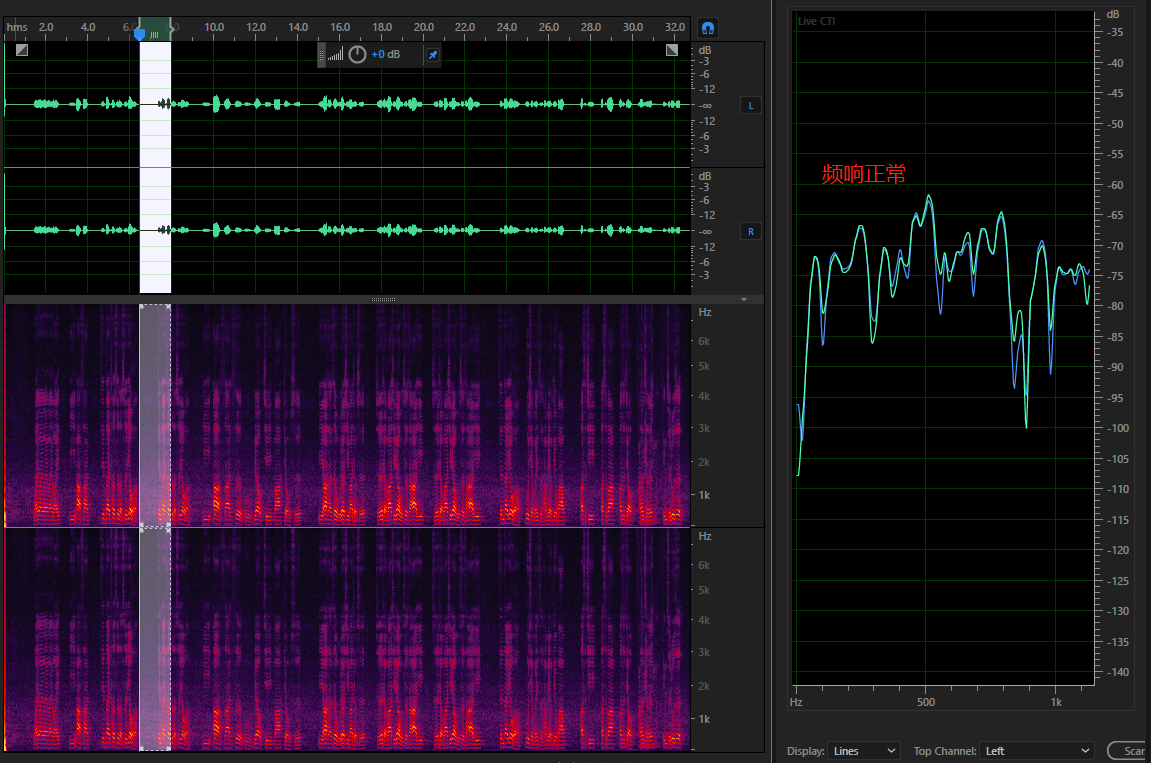 hms 2.0 4.0 6.0 8.0 10.0 12.0 14.0 16.0 18.0 20.0 22.0 24.0 26.0 28.0 30.0 32.0
+0 dB
dB
-3
-6
-12
-∞
-12
-6
-3
L
dB
-3
-6
-12
-∞
-12
-6
-3
R
Hz
6k
5k
4k
3k
2k
1k
Hz
6k
5k
4k
3k
2k
1k
Live CTI
频响正常
dB
-35
-40
-45
-50
-55
-60
-65
-70
-75
-80
-85
-90
-95
-100
-105
-110
-115
-120
-125
-130
-135
-140
Hz 500 1k
Display: Lines Top Channel: Left Scan